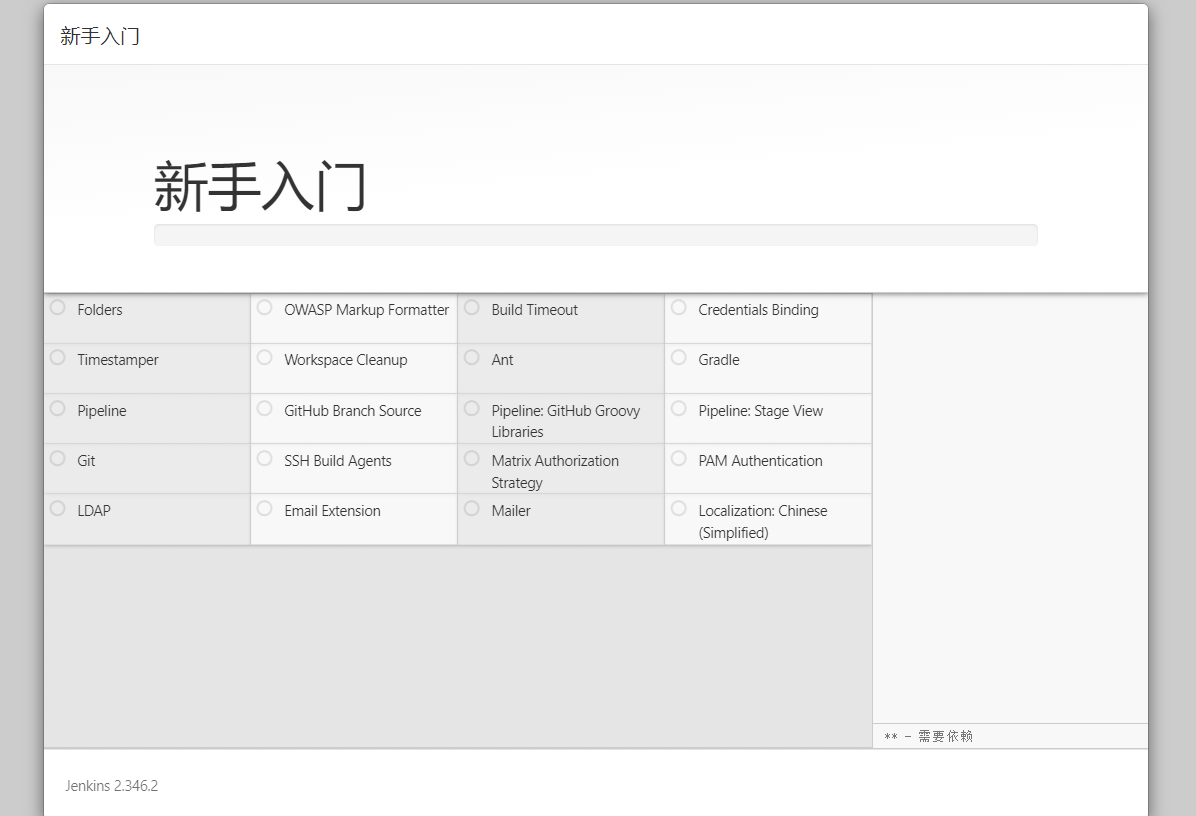 新手入门
新手入门
Folders
OWASP Markup Formatter
Build Timeout
Credentials Binding
Timestamper
Workspace Cleanup
Ant
Gradle
Pipeline
GitHub Branch Source
Pipeline: GitHub Groovy
Libraries
Pipeline: Stage View
Git
SSH Build Agents
Matrix Authorization
Strategy
PAM Authentication
LDAP
Email Extension
Mailer
Localization: Chinese
(Simplified)
** - 需要依赖
Jenkins 2.346.2